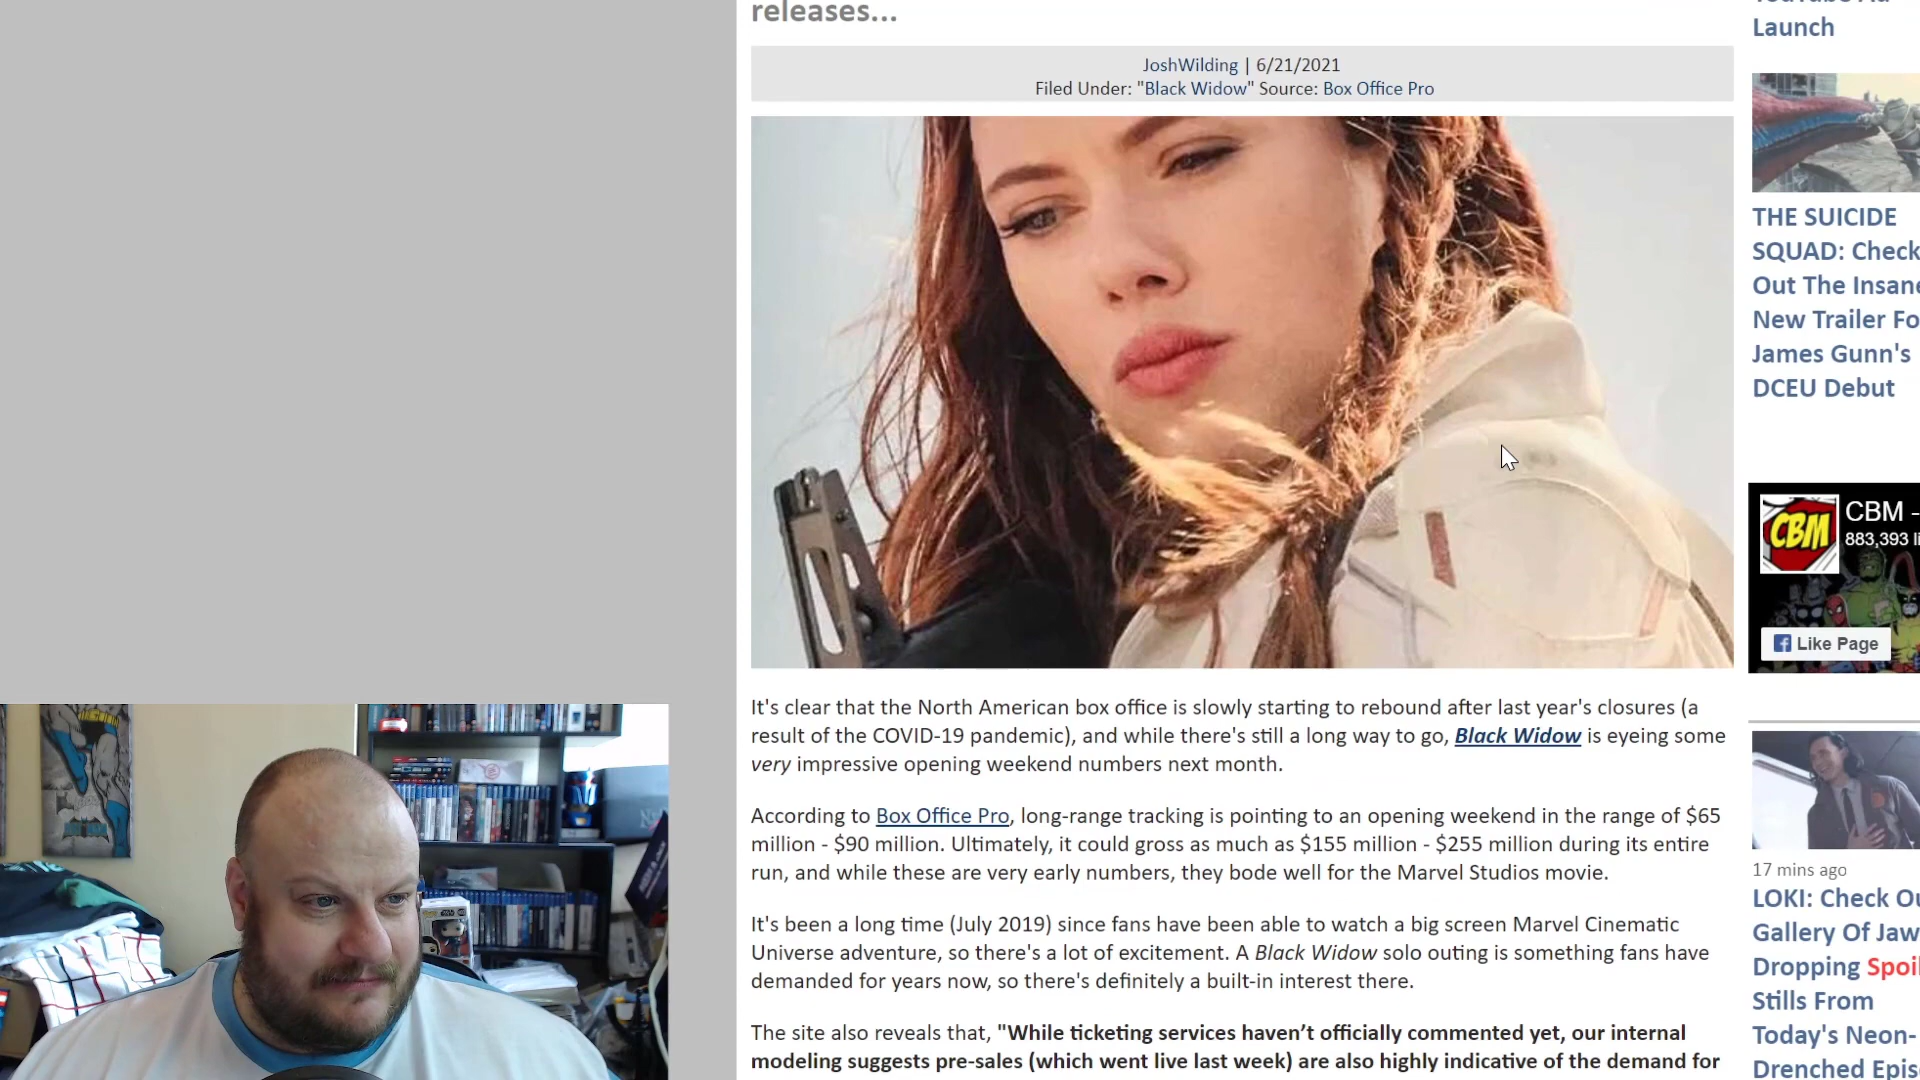 releases...
JoshWilding | 6/21/2021
Filed Under: "Black Widow" Source: Box Office Pro
It's clear that the North American box office is slowly starting to rebound after last year's closures (a
result of the COVID-19 pandemic), and while there's still a long way to go, Black Widow is eyeing some
very impressive opening weekend numbers next month.
According to Box Office Pro, long-range tracking is pointing to an opening weekend in the range of $65
million - $90 million. Ultimately, it could gross as much as $155 million - $255 million during its entire
run, and while these are very early numbers, they bode well for the Marvel Studios movie.
It's been a long time (July 2019) since fans have been able to watch a big screen Marvel Cinematic
Universe adventure, so there's a lot of excitement. A Black Widow solo outing is something fans have
demanded for years now, so there's definitely a built-in interest there.
The site also reveals that, "While ticketing services haven’t officially commented yet, our internal
modeling suggests pre-sales (which went live last week) are also highly indicative of the demand for
Launch
THE SUICIDE
SQUAD: Check
Out The Insane
New Trailer Fo
James Gunn's
DCEU Debut
CBM -
CBM
883,393 li
Like Page
17 mins ago
LOKI: Check Ou
Gallery Of Jaw
Dropping Spoil
Stills From
Today's Neon-
Drenched Epis